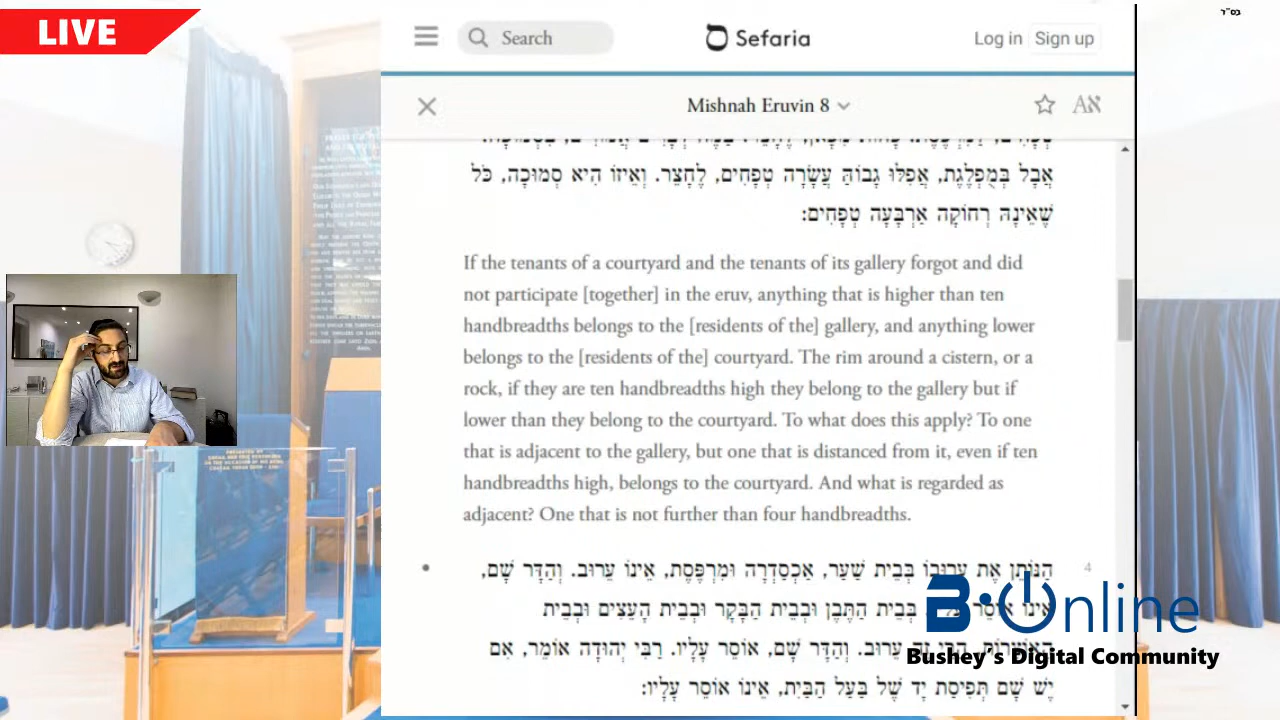 LIVE
בס"ד
Search
Sefaria
Log in
Sign up
Mishnah Eruvin 8
אֲבָל בְּמֻפְלֶגֶת, אֲפִלּוּ גָבוֹהַּ עֲשָׂרָה טְפָחִים, לֶחָצֵר. וְאֵיזוֹ הִיא סְמוּכָה, כֹּל
שֶׁאֵינָהּ רְחוֹקָה אַרְבָּעָה טְפָחִים:
If the tenants of a courtyard and the tenants of its gallery forgot and did
not participate [together] in the eruv, anything that is higher than ten
handbreadths belongs to the [residents of the] gallery, and anything lower
belongs to the [residents of the] courtyard. The rim around a cistern, or a
rock, if they are ten handbreadths high they belong to the gallery but if
lower than they belong to the courtyard. To what does this apply? To one
that is adjacent to the gallery, but one that is distanced from it, even if ten
handbreadths high, belongs to the courtyard. And what is regarded as
adjacent? One that is not further than four handbreadths.
4
הַנּוֹתֵן אֶת עֵרוּבוֹ בְּבֵית שַׁעַר, אַכְסַדְרָה וּמִרְפֶּסֶת, אֵינוֹ עֵרוּב. וְהַדָּר שָׁם,
אֵינוֹ אוֹסֵר בְּבֵית הַתֶּבֶן וּבְבֵית הַבָּקָר וּבְבֵית הָעֵצִים וּבְבֵית
עֵרוּב. וְהַדָּר שָׁם, אוֹסֵר עָלָיו. רַבִּי יְהוּדָה אוֹמֵר, אִם
יֶשׁ שָׁם תְּפִיסַת יָד שֶׁל בַּעַל הַבַּיִת, אֵינוֹ אוֹסֵר עָלָיו:
B·Online
Bushey's Digital Community